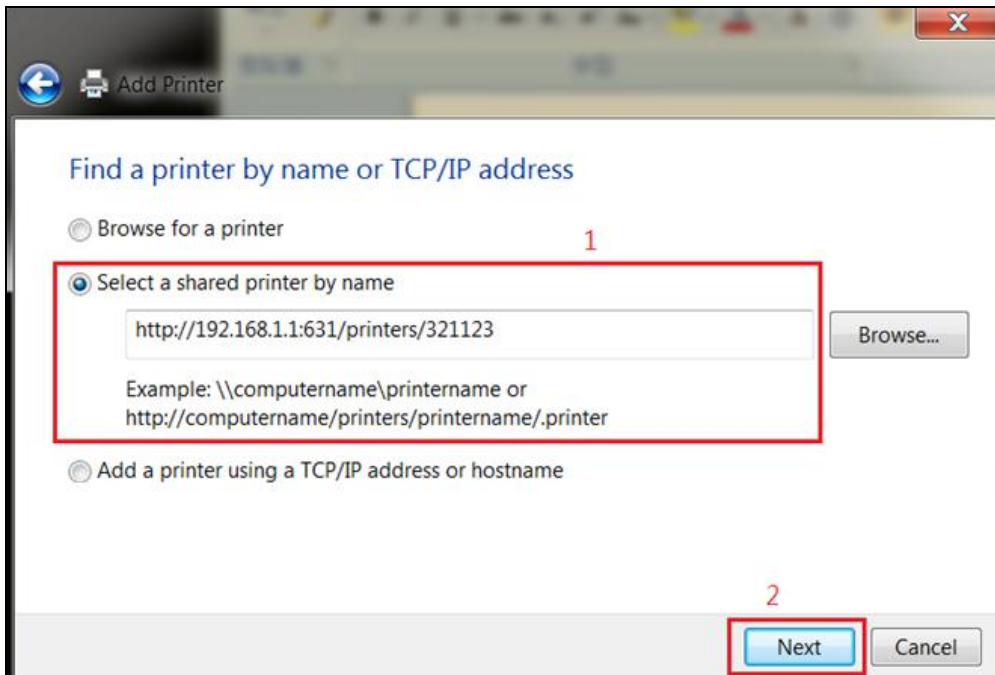 Add Printer
Find a printer by name or TCP/IP address
Browse for a printer
1
Select a shared printer by name
http://192.168.1.1:631/printers/321123
Browse...
Example: \\computername\printername or
http://computername/printers/printername/.printer
Add a printer using a TCP/IP address or hostname
2
Next
Cancel